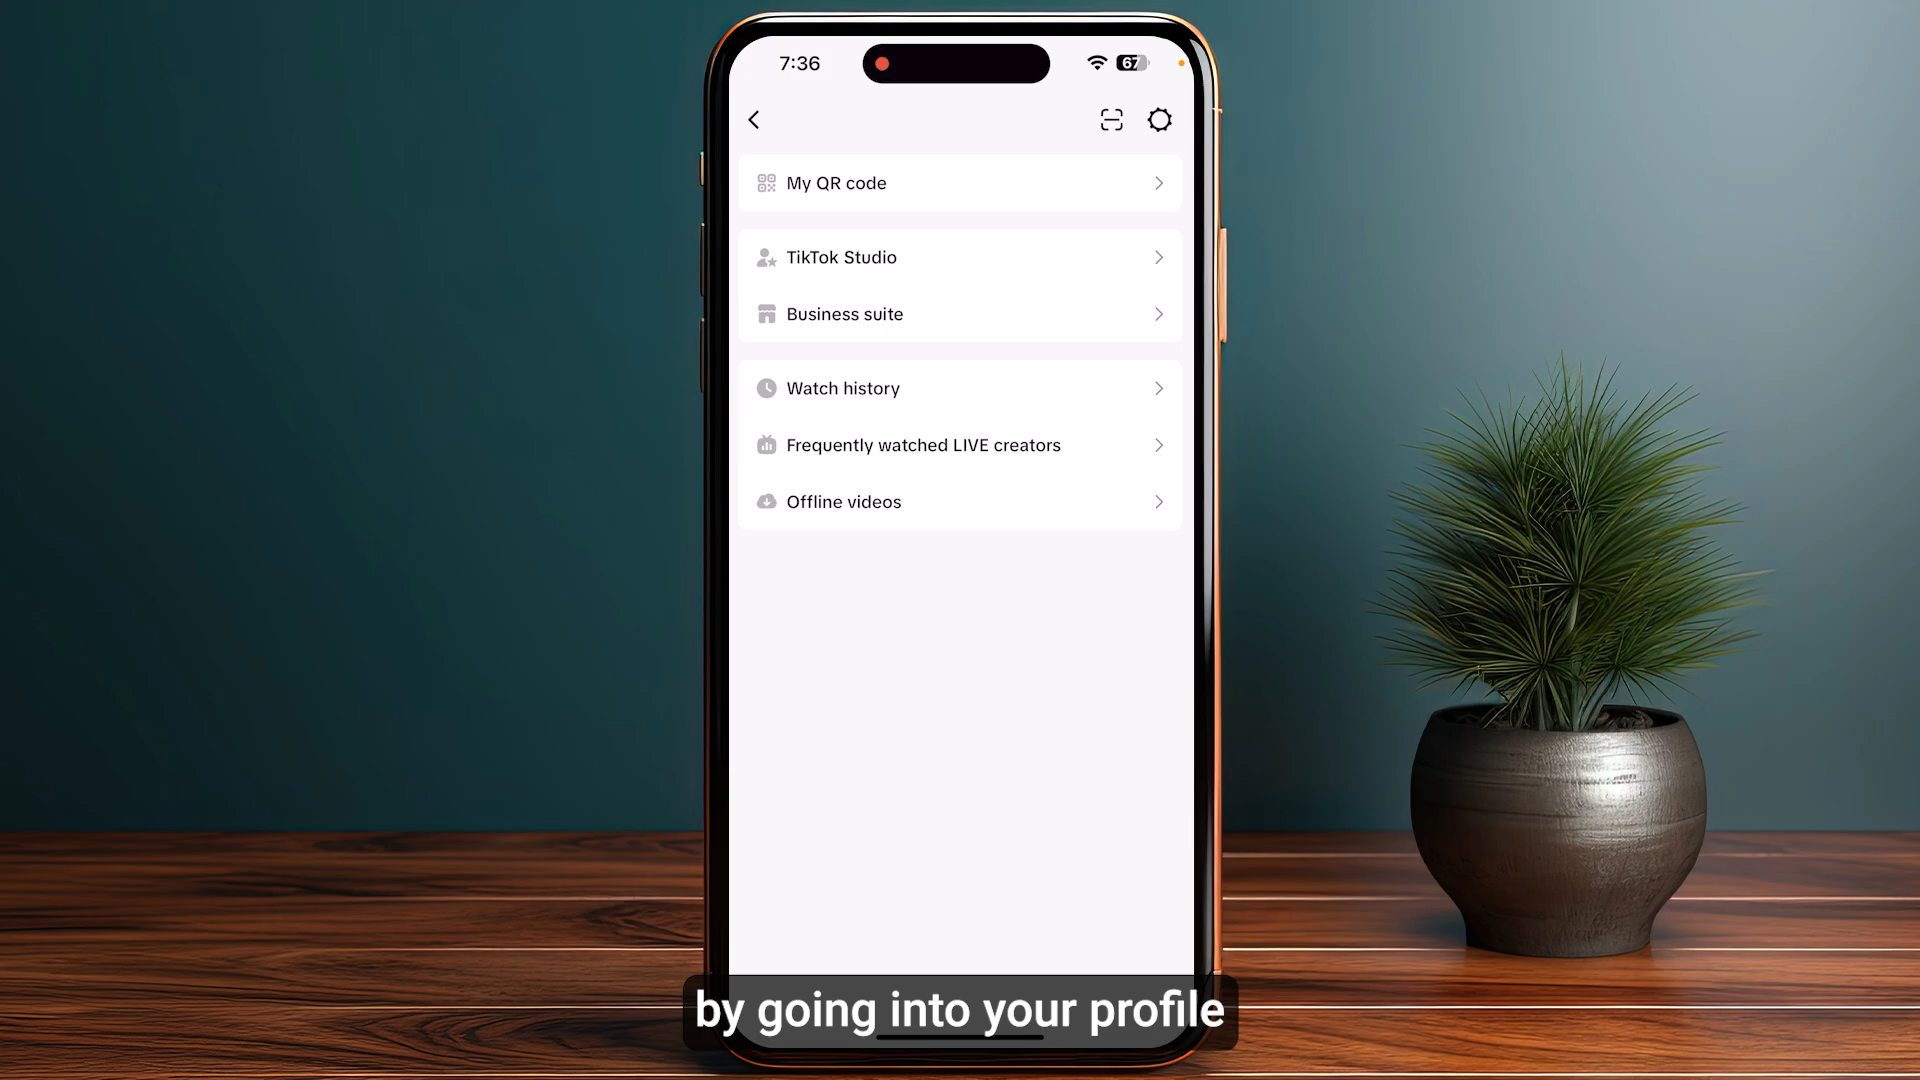 7:36
67
My QR code
TikTok Studio
Business suite
Watch history
Frequently watched LIVE creators
Offline videos
by going into your profile